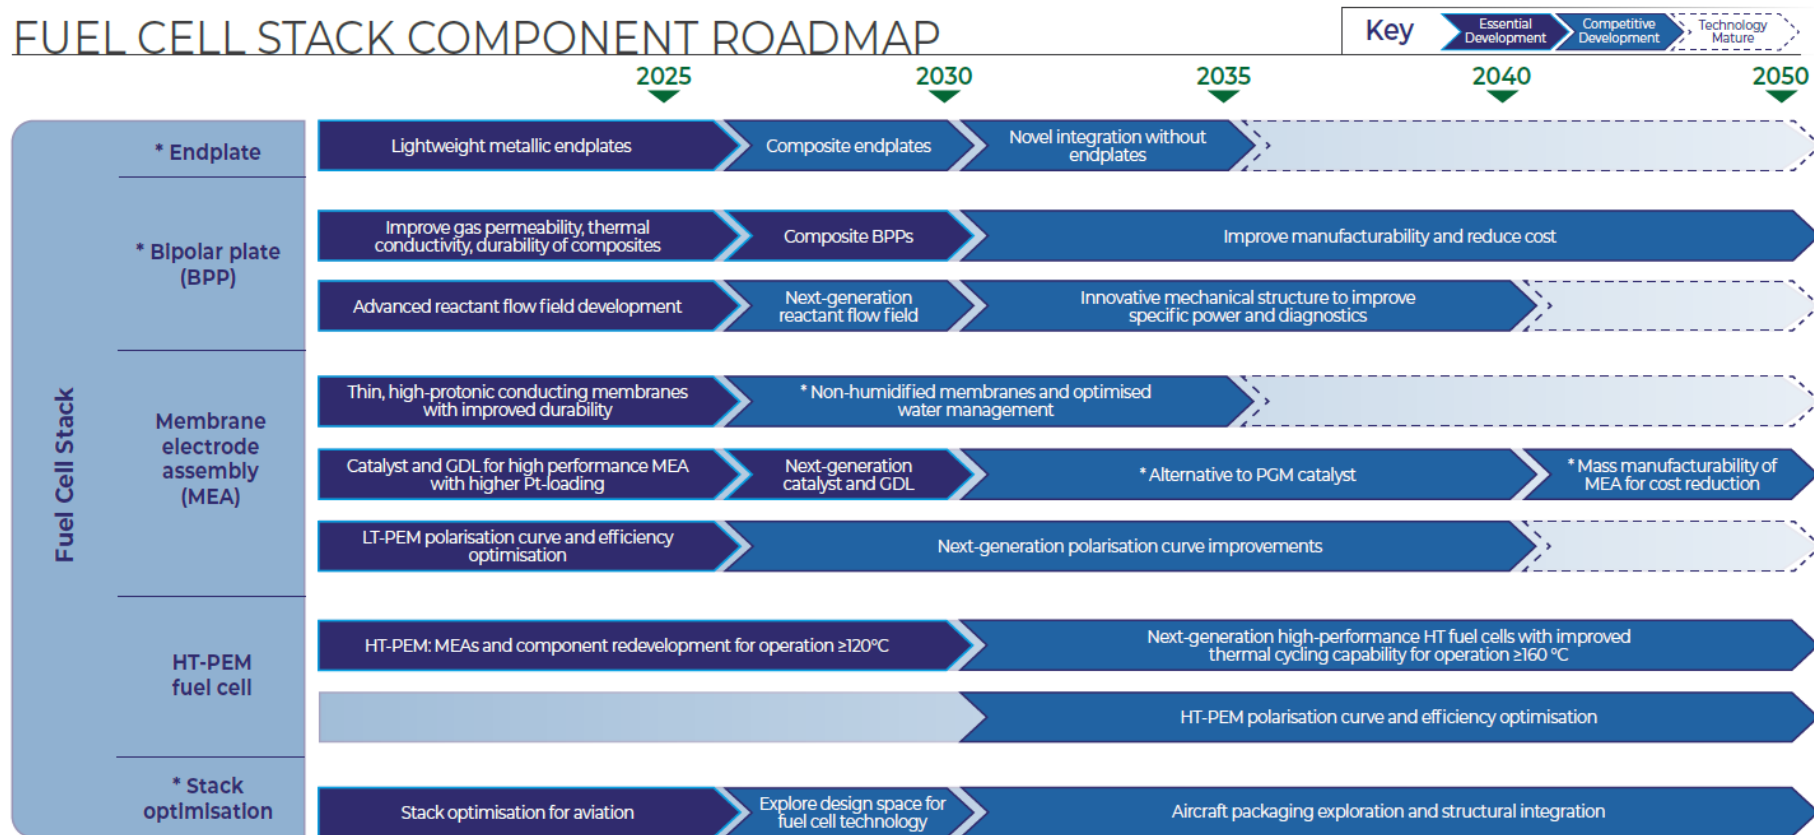 FUEL CELL STACK COMPONENT ROADMAP
Key
Essential
Development
Competitive
Development
Technology
Mature
2025
2030
2035
2040
2050
Fuel Cell Stack
* Endplate
Lightweight metallic endplates
Composite endplates
Novel integration without
endplates
* Bipolar plate
(BPP)
Improve gas permeability, thermal
conductivity, durability of composites
Composite BPPs
Improve manufacturability and reduce cost
Advanced reactant flow field development
Next-generation
reactant flow field
Innovative mechanical structure to improve
specific power and diagnostics
Membrane
electrode
assembly
(MEA)
Thin, high-protonic conducting membranes
with improved durability
* Non-humidified membranes and optimised
water management
Catalyst and GDL for high performance MEA
with higher Pt-loading
Next-generation
catalyst and GDL
* Alternative to PGM catalyst
* Mass manufacturability of
MEA for cost reduction
LT-PEM polarisation curve and efficiency
optimisation
Next-generation polarisation curve improvements
HT-PEM
fuel cell
HT-PEM: MEAs and component redevelopment for operation ≥120°C
Next-generation high-performance HT fuel cells with improved
thermal cycling capability for operation ≥160 °C
HT-PEM polarisation curve and efficiency optimisation
* Stack
optimisation
Stack optimisation for aviation
Explore design space for
fuel cell technology
Aircraft packaging exploration and structural integration